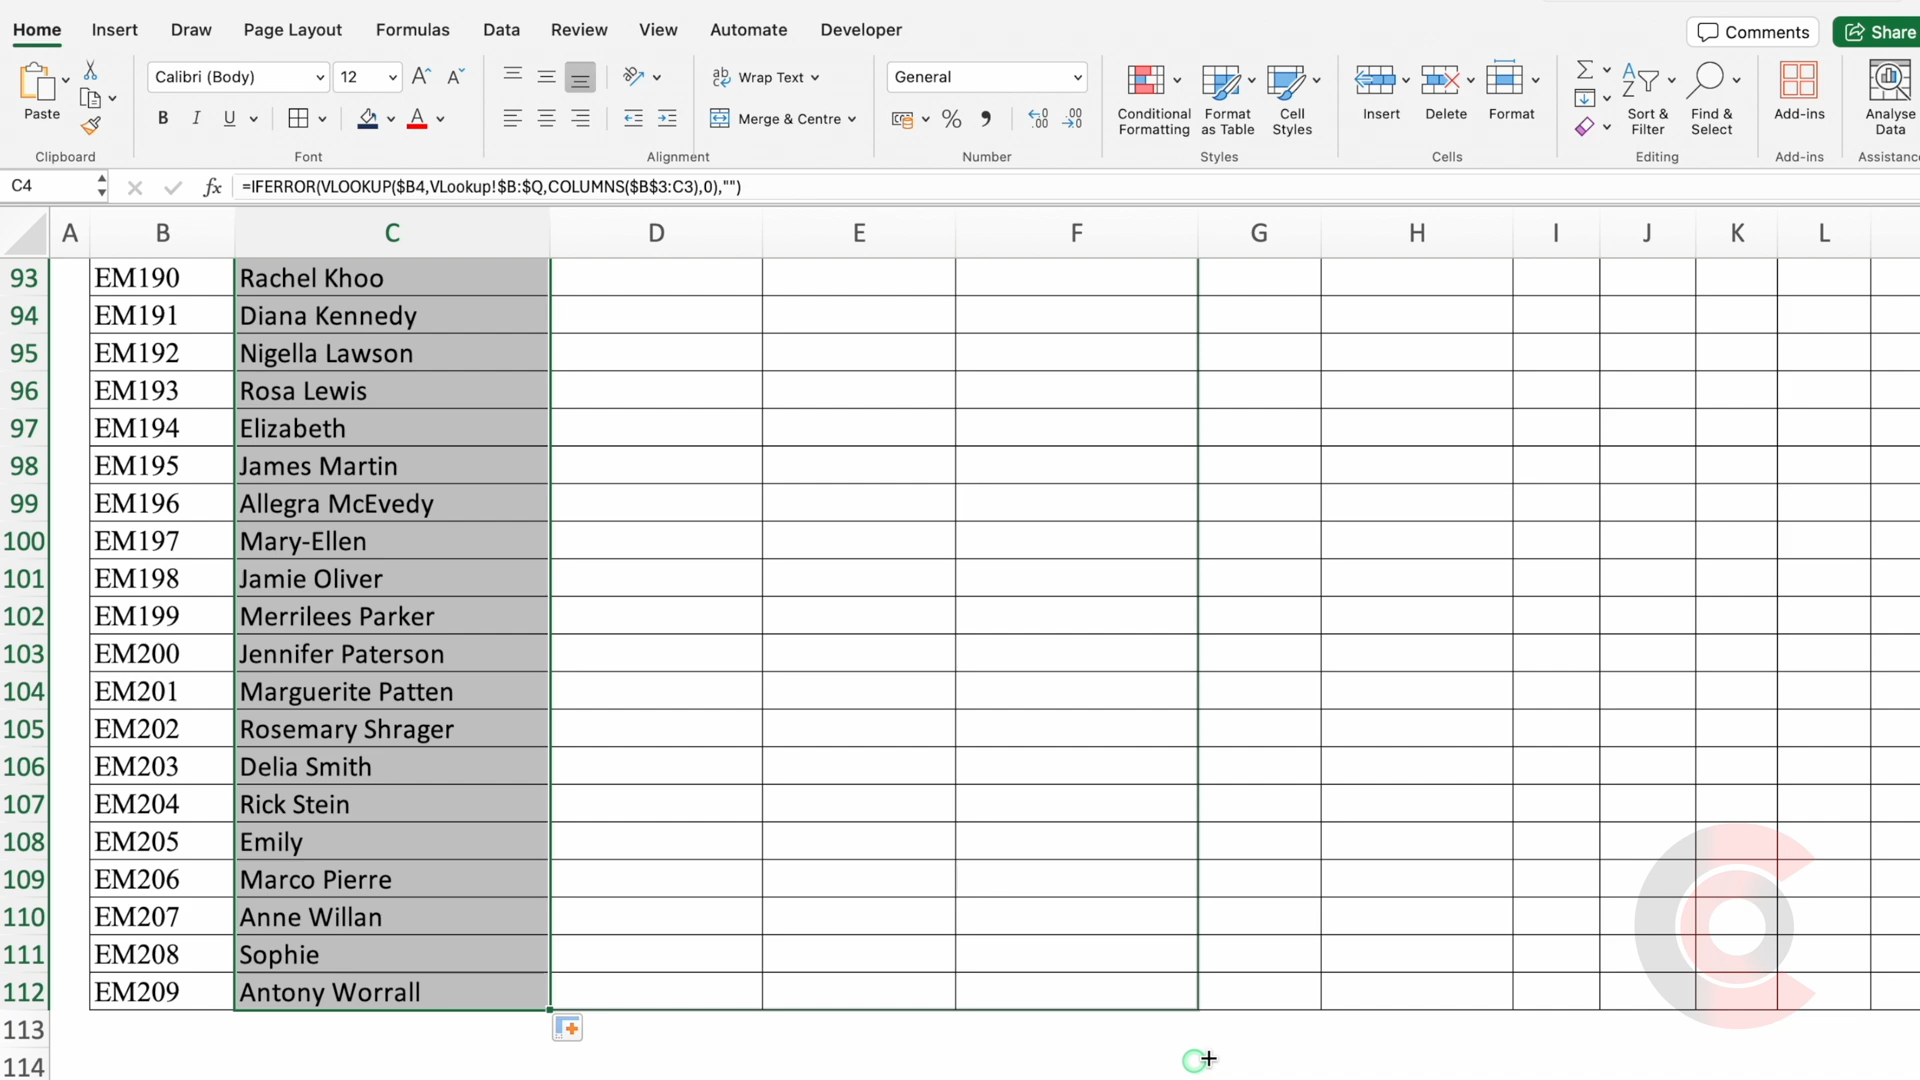 Home Insert Draw Page Layout Formulas Data Review View Automate Developer Comments Share
Calibri (Body) 12 ab Wrap Text General
Paste B I U A Merge & Centre % Conditional Formatting Format as Table Cell Styles Insert Delete Format Sort & Filter Find & Select Add-ins Analyse Data
Clipboard Font Alignment Number Styles Cells Editing Add-ins Assistance
C4 fx =IFERROR(VLOOKUP($B4,VLookup!$B:$Q,COLUMNS($B$3:C3),0),"")
A B C D E F G H I J K L
93 EM190 Rachel Khoo
94 EM191 Diana Kennedy
95 EM192 Nigella Lawson
96 EM193 Rosa Lewis
97 EM194 Elizabeth
98 EM195 James Martin
99 EM196 Allegra McEvedy
100 EM197 Mary-Ellen
101 EM198 Jamie Oliver
102 EM199 Merrilees Parker
103 EM200 Jennifer Paterson
104 EM201 Marguerite Patten
105 EM202 Rosemary Shrager
106 EM203 Delia Smith
107 EM204 Rick Stein
108 EM205 Emily
109 EM206 Marco Pierre
110 EM207 Anne Willan
111 EM208 Sophie
112 EM209 Antony Worrall
113
114